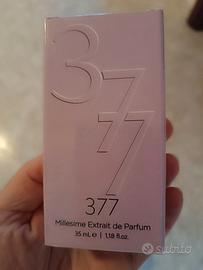 377
377
Millesime Extrait de Parfum
35 mL e | 1,18 fl.oz.
subito